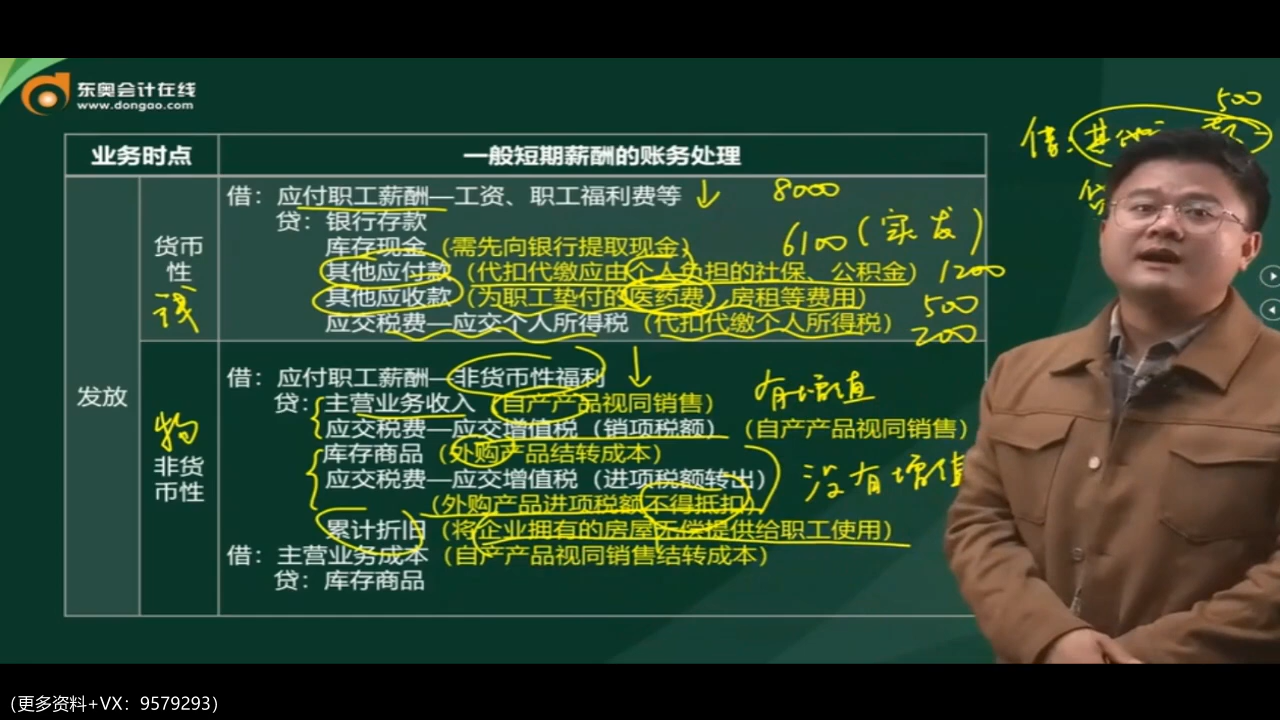 东奥会计在线
www.dongao.com
500
借：其他应
业务时点
一般短期薪酬的账务处理
发放
货币性
钱
借：应付职工薪酬—工资、职工福利费等 ↓ 8000
贷：银行存款
库存现金（需先向银行提取现金） 6100（实发）
其他应付款（代扣代缴应由个人负担的社保、公积金） 1200
其他应收款（为职工垫付的医药费、房租等费用） 500
应交税费—应交个人所得税（代扣代缴个人所得税） 200
物
非货币性
借：应付职工薪酬—非货币性福利 ↓
贷：主营业务收入（自产产品视同销售） 有增值
应交税费—应交增值税（销项税额）（自产产品视同销售）
库存商品（外购产品结转成本）
应交税费—应交增值税（进项税额转出） 没有增值
（外购产品进项税额不得抵扣）
累计折旧（将企业拥有的房屋无偿提供给职工使用）
借：主营业务成本（自产产品视同销售结转成本）
贷：库存商品
(更多资料+VX：9579293)